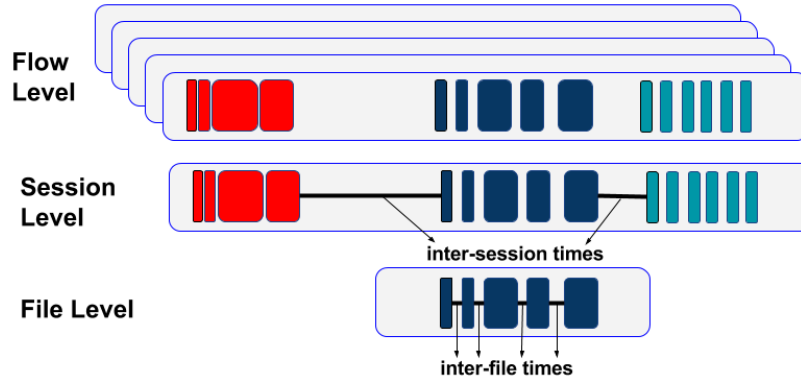 Flow
Level
Session
Level
inter-session times
File Level
inter-file times